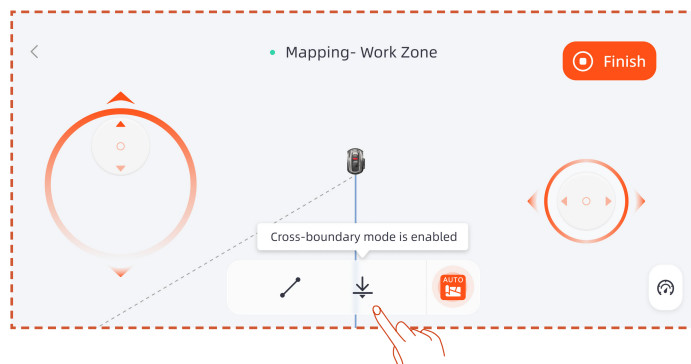 Mapping- Work Zone
Finish
Cross-boundary mode is enabled
AUTO